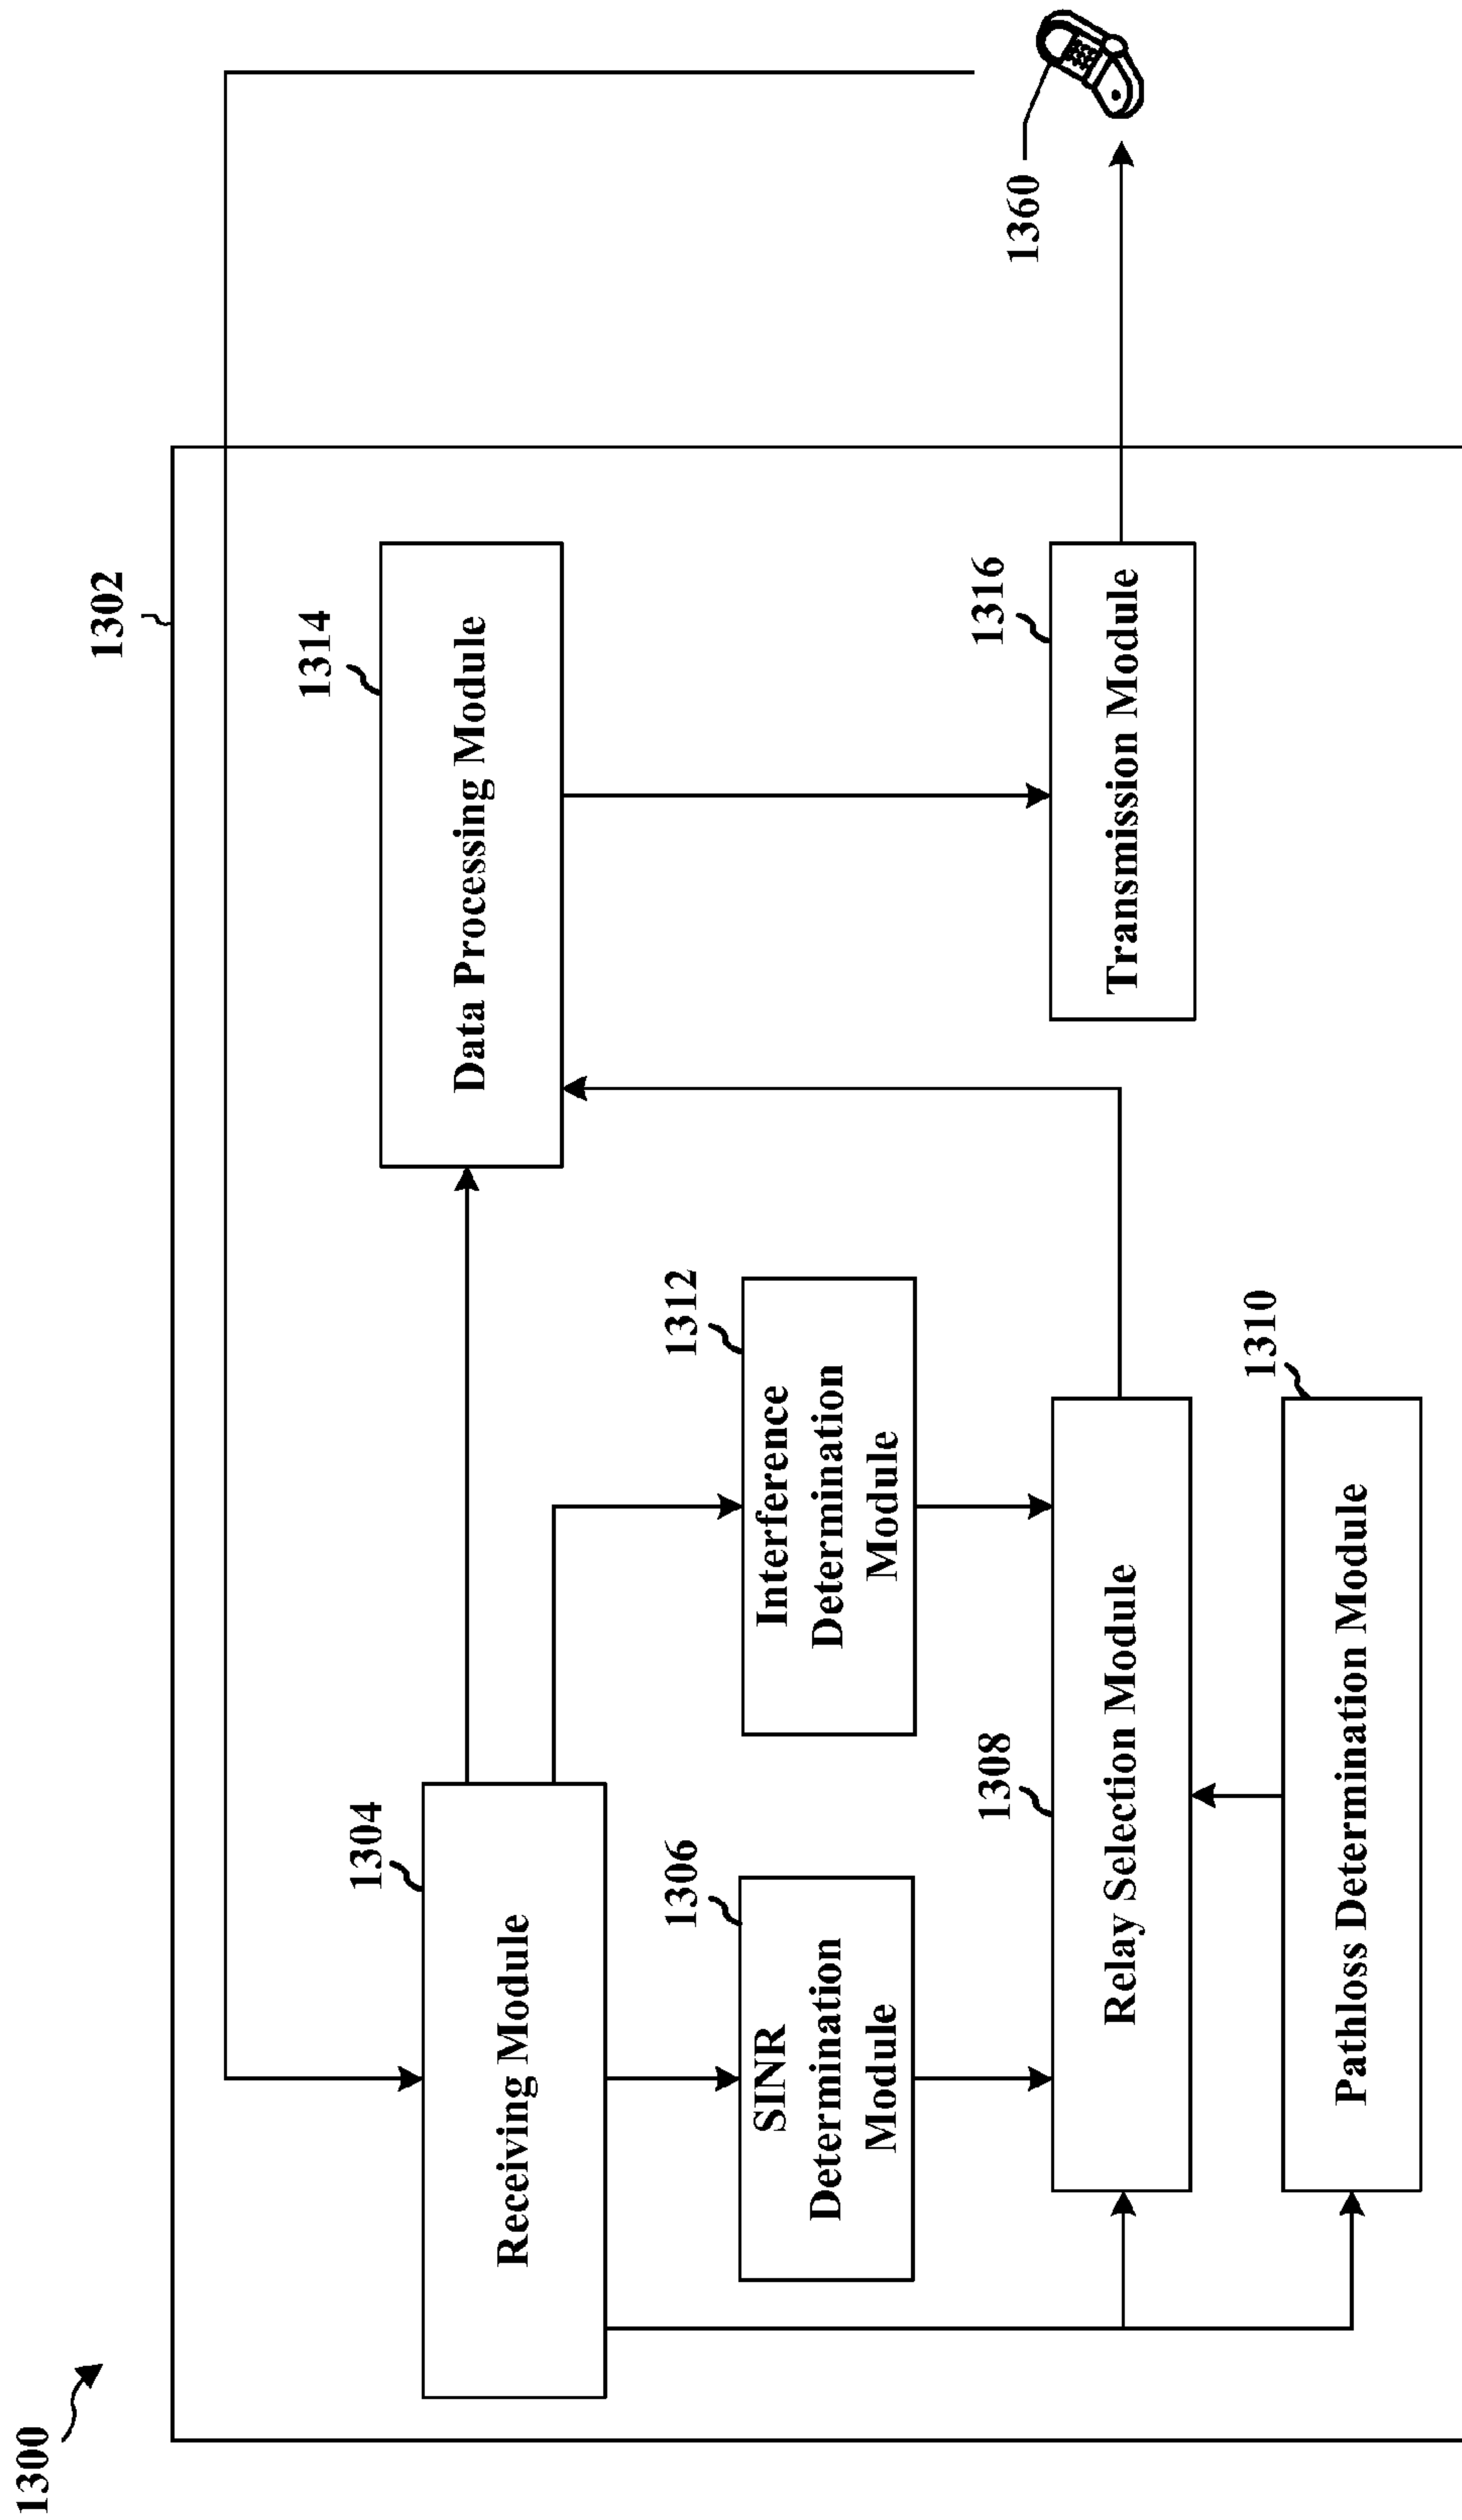 1300
1302
1304
Receiving Module
1314
Data Processing Module
1306
SINR
Determination
Module
1312
Interference
Determination
Module
1308
Relay Selection Module
1316
Transmission Module
1360
1310
Pathloss Determination Module